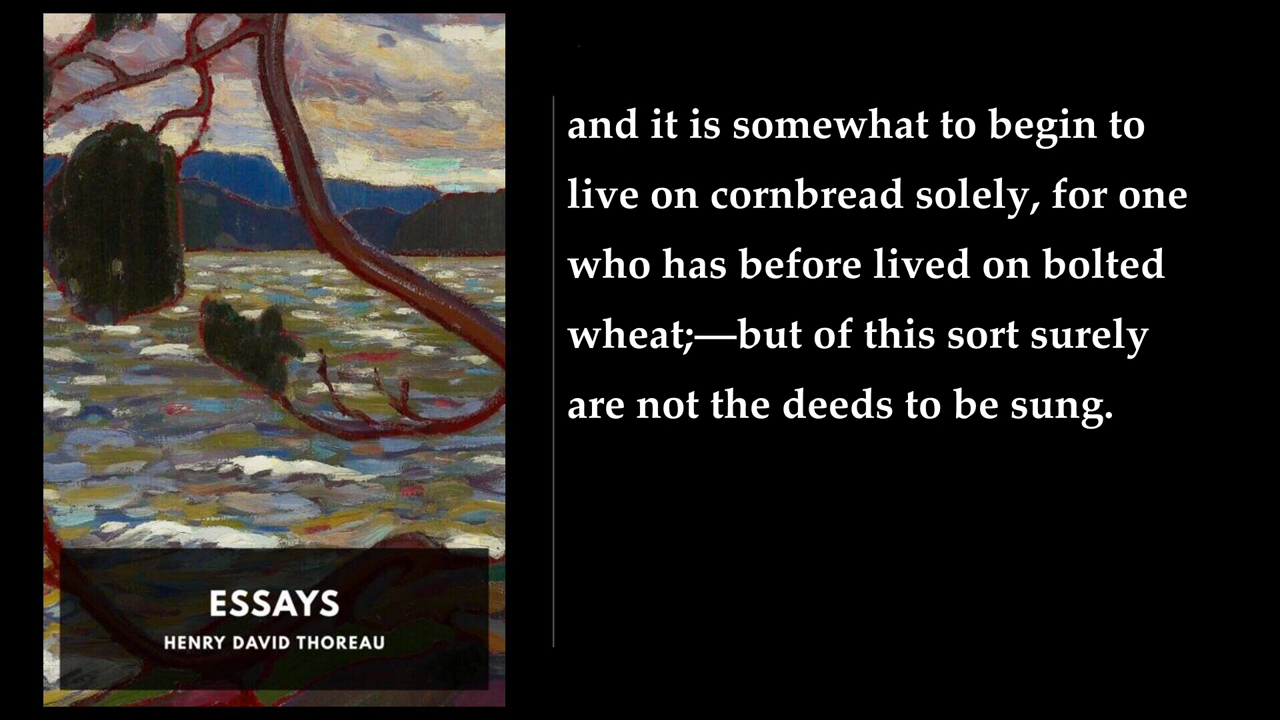 ESSAYS
HENRY DAVID THOREAU
and it is somewhat to begin to
live on cornbread solely, for one
who has before lived on bolted
wheat;—but of this sort surely
are not the deeds to be sung.